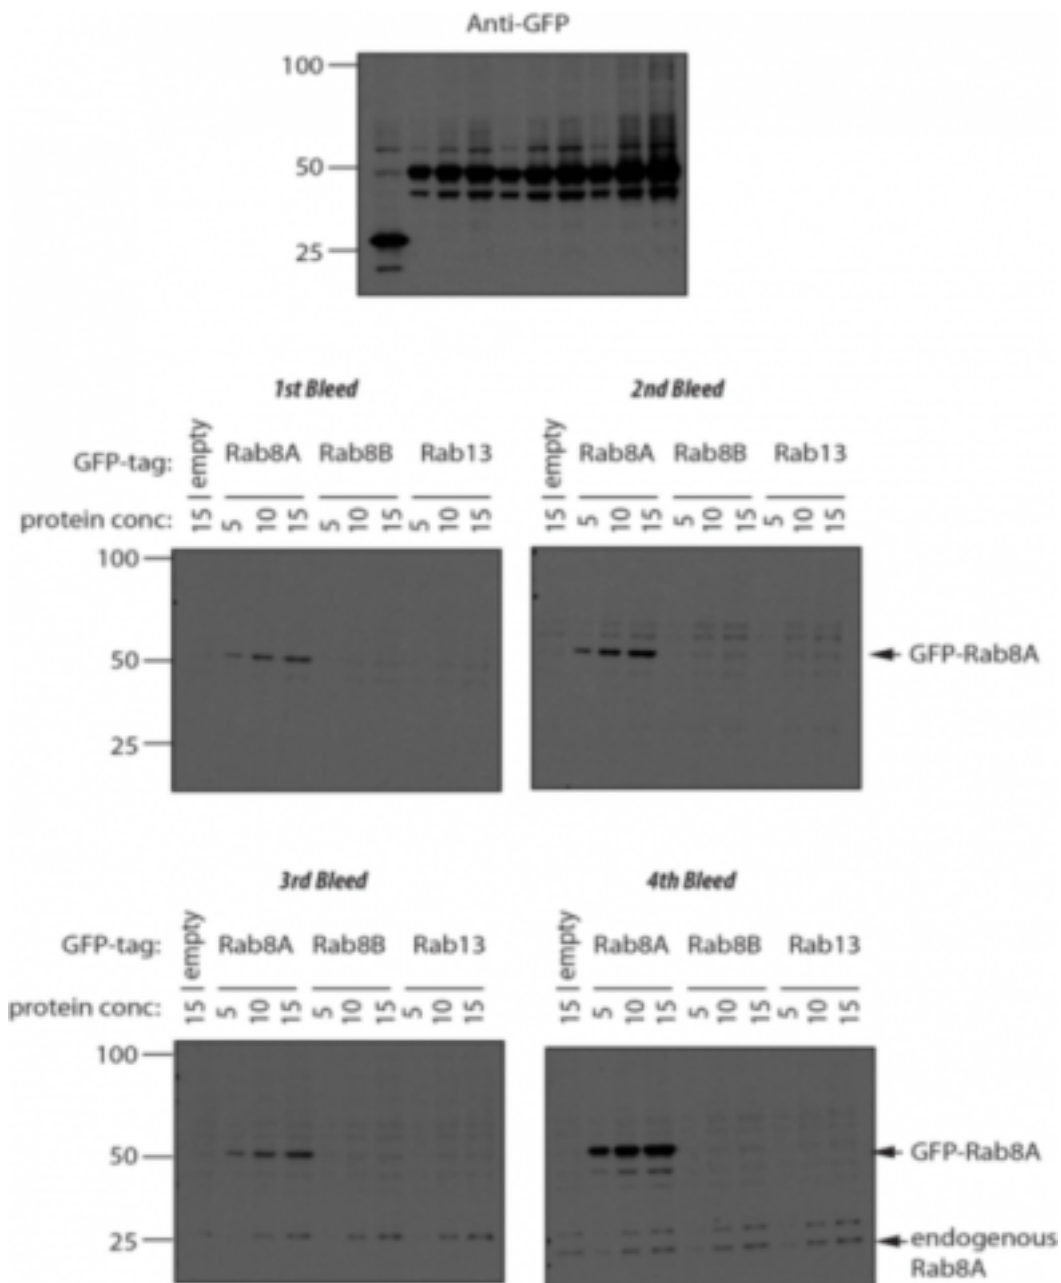 Anti-GFP
100
50
25
1st Bleed
2nd Bleed
GFP-tag: empty Rab8A Rab8B Rab13 empty Rab8A Rab8B Rab13
protein conc: 15 5 10 15 5 10 15 5 10 15 15 5 10 15 5 10 15 5 10 15
100
50
GFP-Rab8A
25
3rd Bleed
4th Bleed
GFP-tag: empty Rab8A Rab8B Rab13 empty Rab8A Rab8B Rab13
protein conc: 15 5 10 15 5 10 15 5 10 15 15 5 10 15 5 10 15 5 10 15
100
50
GFP-Rab8A
25
endogenous
Rab8A